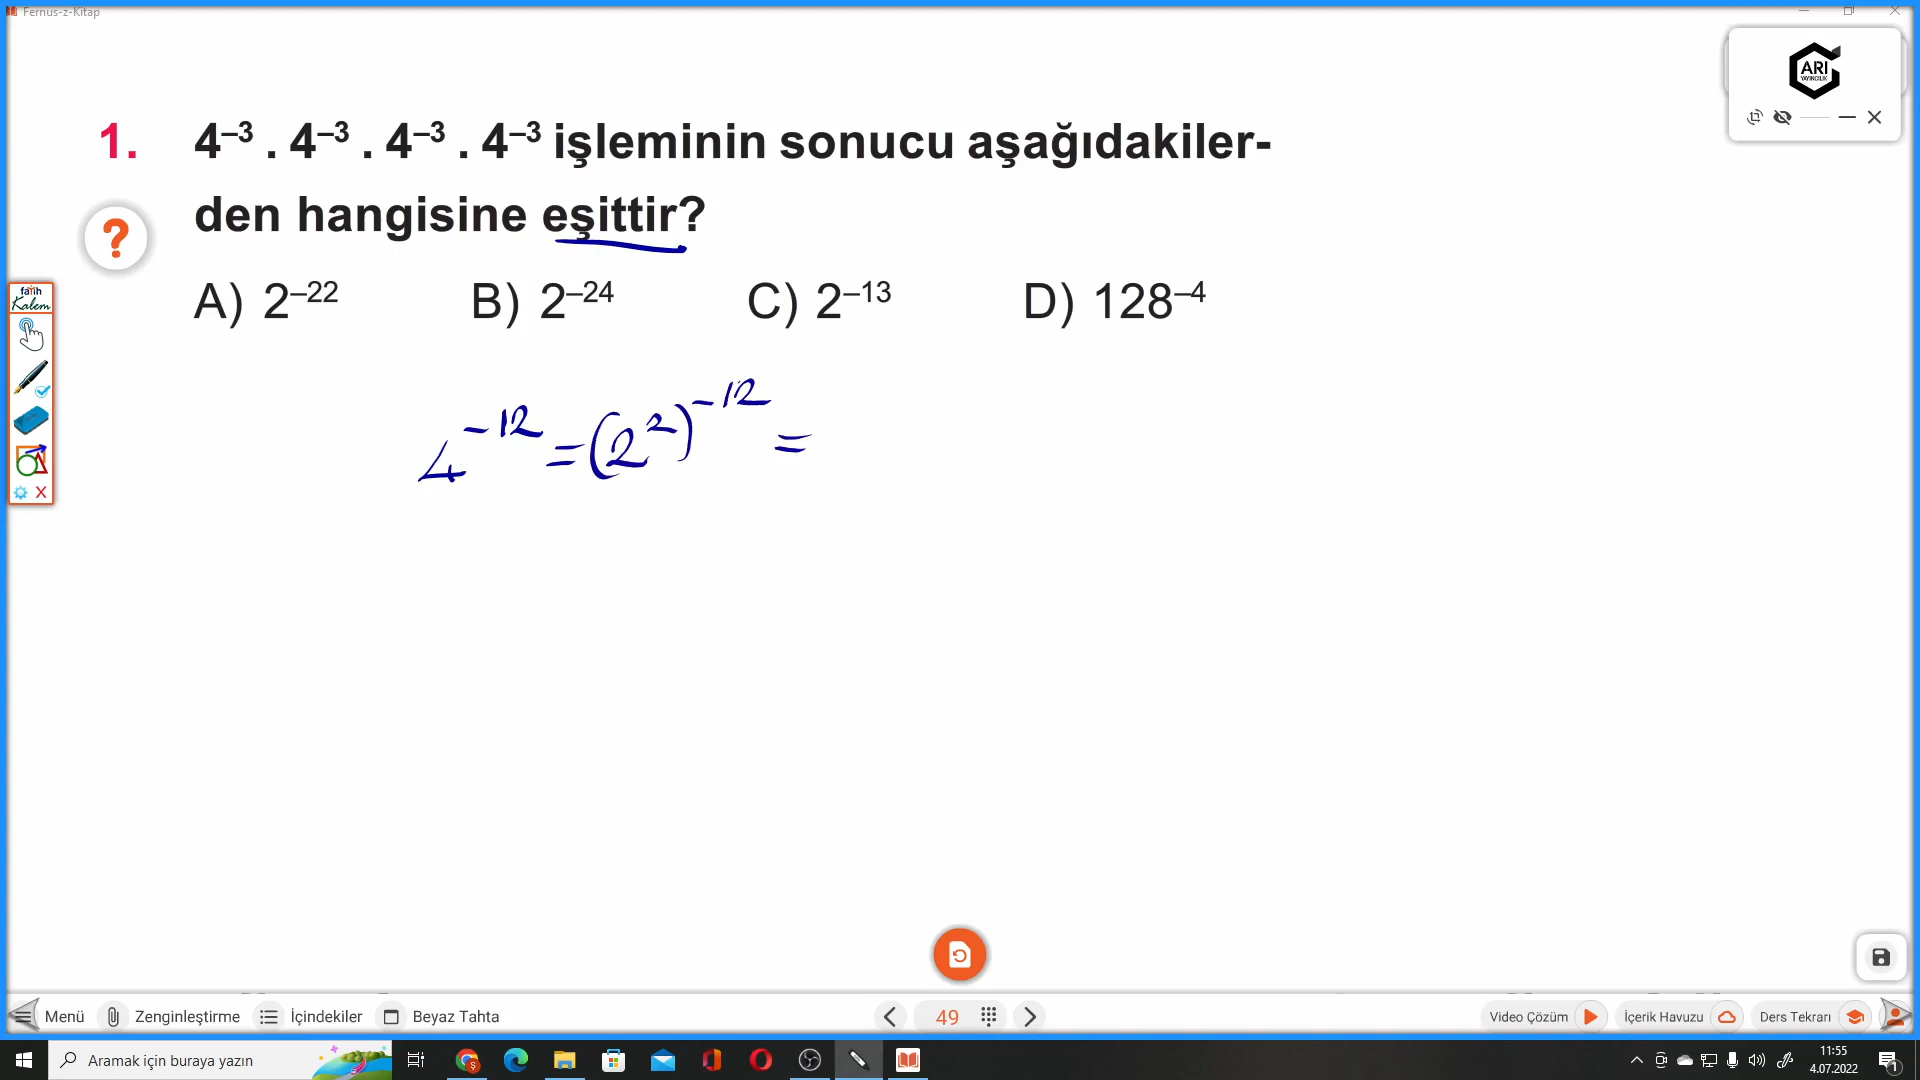 Fernus-z-Kitap
ARI
YAYINCILIK
1. 4⁻³ . 4⁻³ . 4⁻³ . 4⁻³ işleminin sonucu aşağıdakiler-
den hangisine eşittir?
A) 2⁻²² B) 2⁻²⁴ C) 2⁻¹³ D) 128⁻⁴
fatih
Kalem
4⁻¹² = (2²)⁻¹² =
Menü Zenginleştirme İçindekiler Beyaz Tahta 49 Video Çözüm İçerik Havuzu Ders Tekrarı
Aramak için buraya yazın
11:55
4.07.2022
1